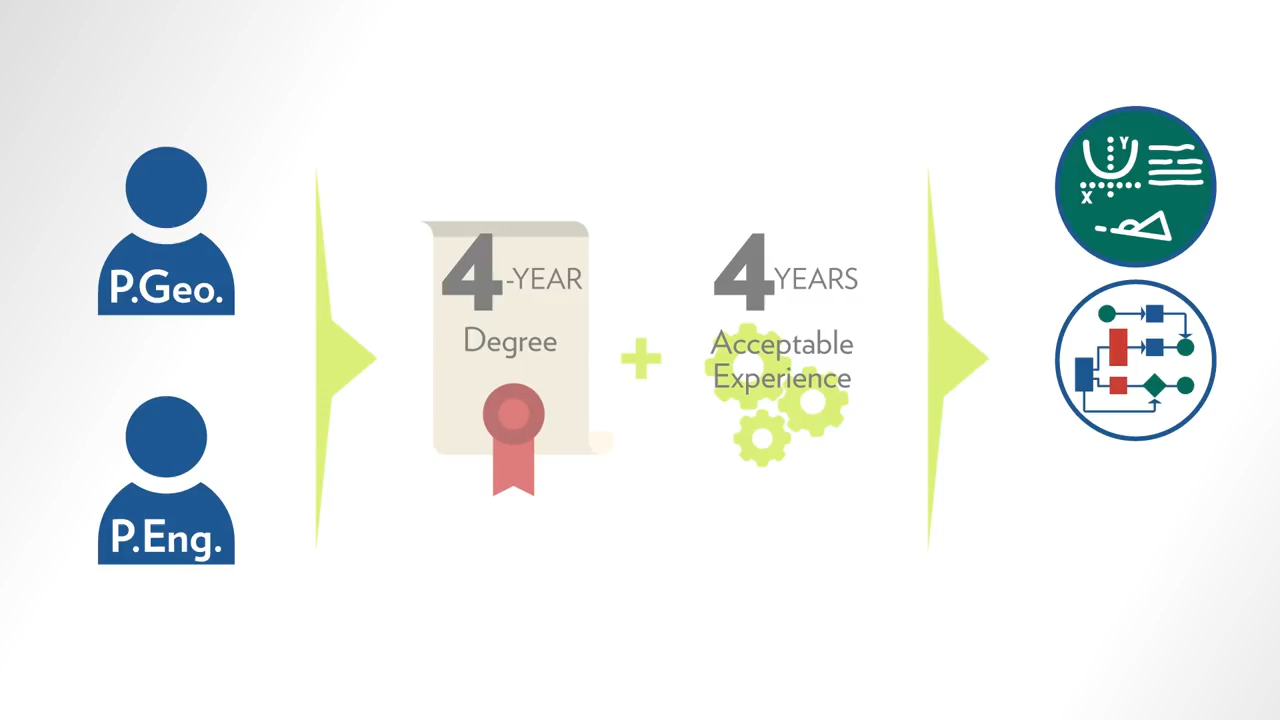 P.Geo.
P.Eng.
4-YEAR
Degree
4 YEARS
Acceptable
Experience
Y
X